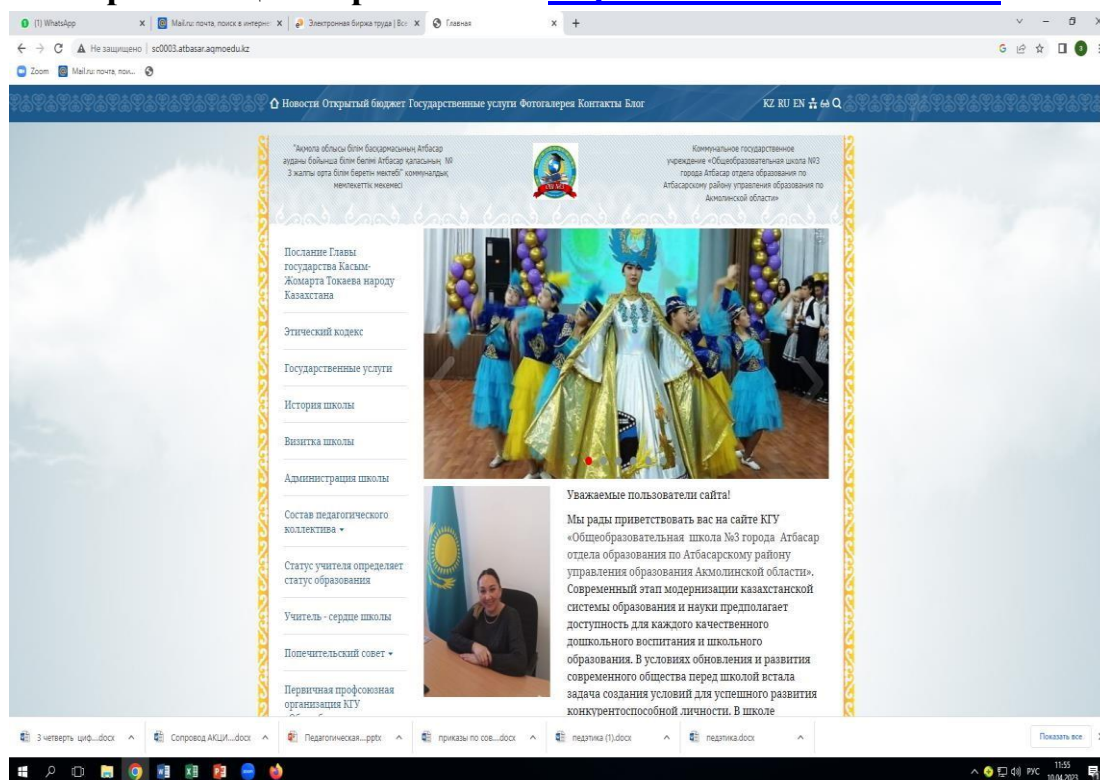 (1) WhatsApp
Mail.ru: почта, поиск в интерне
Электронная биржа труда | Вс
Главная
Не защищено | sc0003.atbasar.aqmoedu.kz
Zoom
Mail.ru: почта, пои...
Новости Открытый бюджет Государственные услуги Фотогалерея Контакты Блог
KZ RU EN
"Ақмола облысы білім басқармасының Атбасар
ауданы бойынша білім бөлімі Атбасар қаласының №
3 жалпы орта білім беретін мектебі" коммуналдық
мемлекеттік мекемесі
Коммунальное государственное
учреждение «Общеобразовательная школа №3
города Атбасар отдела образования по
Атбасарскому району управления образования по
Акмолинской области»
Послание Главы
государства Касым-
Жомарта Токаева народу
Казахстана
Этический кодекс
Государственные услуги
История школы
Визитка школы
Администрация школы
Состав педагогического
коллектива
Статус учителя определяет
статус образования
Учитель - сердце школы
Попечительский совет
Первичная профсоюзная
организация КГУ
Уважаемые пользователи сайта!
Мы рады приветствовать вас на сайте КГУ
«Общеобразовательная школа №3 города Атбасар
отдела образования по Атбасарскому району
управления образования Акмолинской области».
Современный этап модернизации казахстанской
системы образования и науки предполагает
доступность для каждого качественного
дошкольного воспитания и школьного
образования. В условиях обновления и развития
современного общества перед школой встала
задача создания условий для успешного развития
конкурентоспособной личности. В школе
3 четверть циф....docx
Сопровод АКЦИ....docx
Педагогическая....pptx
приказы по сов....docx
педэтика (1).docx
педэтика.docx
Показать все
РУС
11:55
10.04.2023